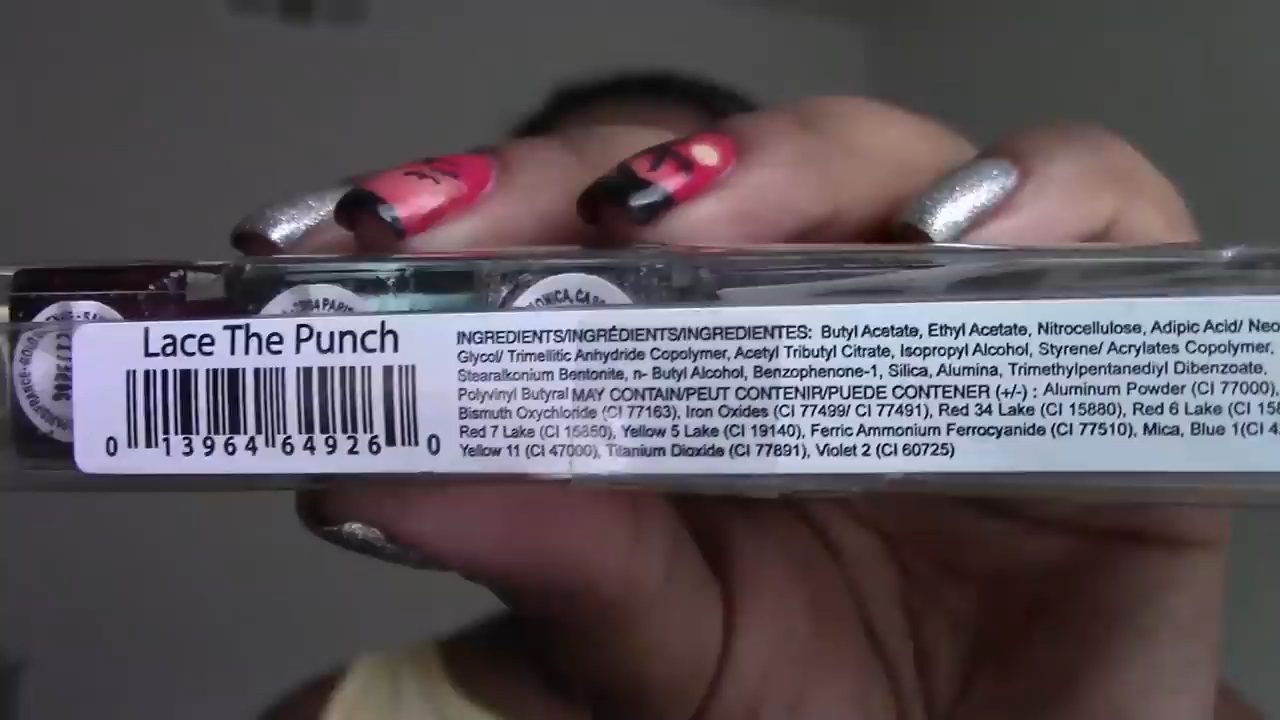 Lace The Punch
0 13964 64926 0
INGREDIENTS/INGRÉDIENTS/INGREDIENTES: Butyl Acetate, Ethyl Acetate, Nitrocellulose, Adipic Acid/ Neo
Glycol/ Trimellitic Anhydride Copolymer, Acetyl Tributyl Citrate, Isopropyl Alcohol, Styrene/ Acrylates Copolymer,
Stearalkonium Bentonite, n- Butyl Alcohol, Benzophenone-1, Silica, Alumina, Trimethylpentanediyl Dibenzoate,
Polyvinyl Butyral MAY CONTAIN/PEUT CONTENIR/PUEDE CONTENER (+/-) : Aluminum Powder (CI 77000),
Bismuth Oxychloride (CI 77163), Iron Oxides (CI 77499/ CI 77491), Red 34 Lake (CI 15880), Red 6 Lake (CI 158
Red 7 Lake (CI 15850), Yellow 5 Lake (CI 19140), Ferric Ammonium Ferrocyanide (CI 77510), Mica, Blue 1(CI 4
Yellow 11 (CI 47000), Titanium Dioxide (CI 77891), Violet 2 (CI 60725)